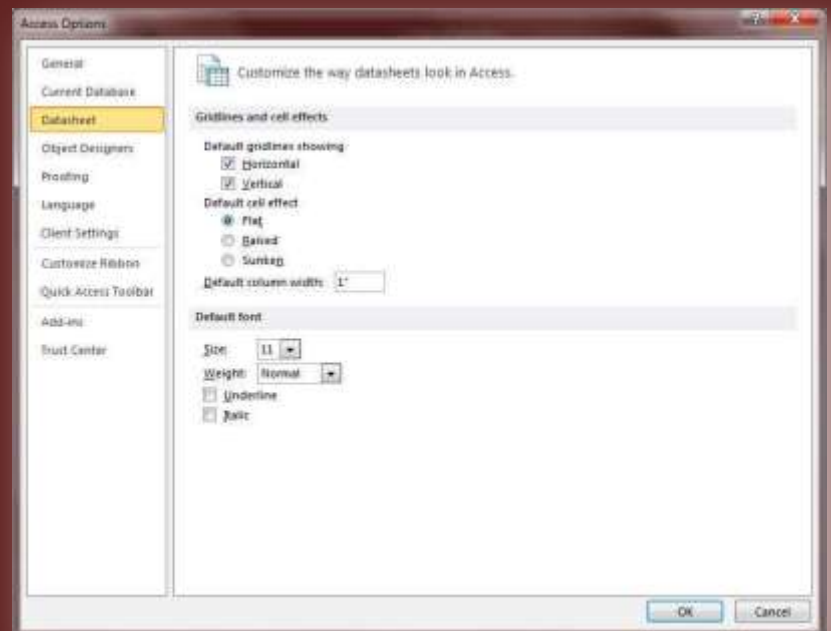 Access Options
General
Current Database
Datasheet
Object Designers
Proofing
Language
Client Settings
Customize Ribbon
Quick Access Toolbar
Add-ins
Trust Center
Customize the way datasheets look in Access.
Gridlines and cell effects
Default gridlines showing
Horizontal
Vertical
Default cell effect
Flat
Raised
Sunken
Default column width: 1"
Default font
Size: 11
Weight: Normal
Underline
Italic
OK Cancel